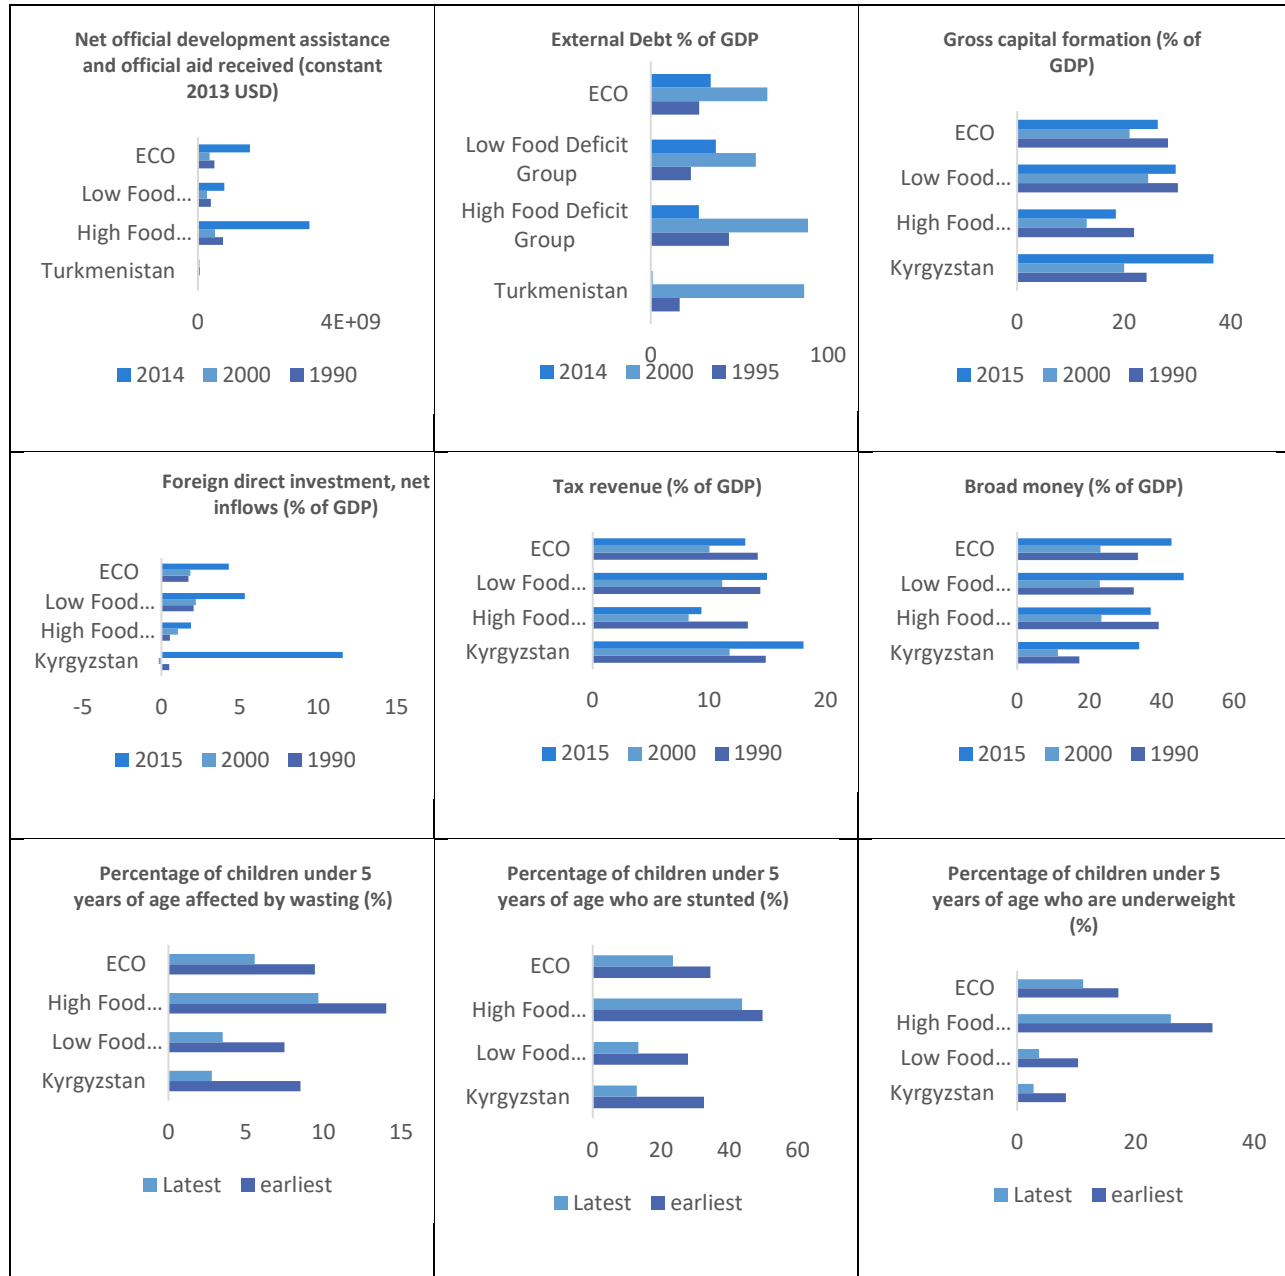 Net official development assistance
and official aid received (constant
2013 USD)
ECO
Low Food...
High Food...
Turkmenistan
0
4E+09
2014 2000 1990
External Debt % of GDP
ECO
Low Food Deficit
Group
High Food Deficit
Group
Turkmenistan
0
100
2014 2000 1995
Gross capital formation (% of
GDP)
ECO
Low Food...
High Food...
Kyrgyzstan
0 20 40
2015 2000 1990
Foreign direct investment, net
inflows (% of GDP)
ECO
Low Food...
High Food...
Kyrgyzstan
-5 0 5 10 15
2015 2000 1990
Tax revenue (% of GDP)
ECO
Low Food...
High Food...
Kyrgyzstan
0 10 20
2015 2000 1990
Broad money (% of GDP)
ECO
Low Food...
High Food...
Kyrgyzstan
0 20 40 60
2015 2000 1990
Percentage of children under 5
years of age affected by wasting (%)
ECO
High Food...
Low Food...
Kyrgyzstan
0 5 10 15
Latest earliest
Percentage of children under 5
years of age who are stunted (%)
ECO
High Food...
Low Food...
Kyrgyzstan
0 20 40 60
Latest earliest
Percentage of children under 5
years of age who are underweight
(%)
ECO
High Food...
Low Food...
Kyrgyzstan
0 20 40
Latest earliest